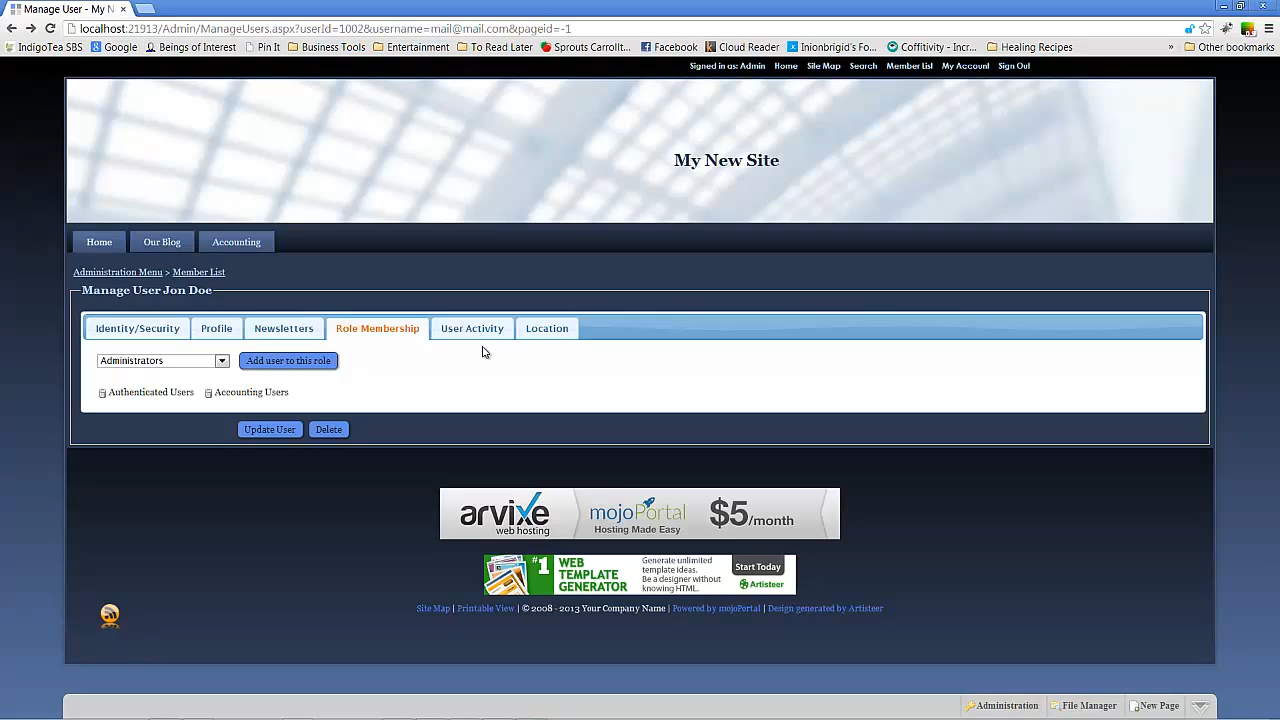 Manage User - My N
localhost:21913/Admin/ManageUsers.aspx?userId=1002&username=mail@mail.com&pageid=-1
IndigoTea SBS Google Beings of Interest Pin It Business Tools Entertainment To Read Later Sprouts Carrollt... Facebook Cloud Reader Inionbrigid's Fo... Coffitivity - Incr... Healing Recipes » Other bookmarks
Signed in as: Admin Home Site Map Search Member List My Account Sign Out
My New Site
Home Our Blog Accounting
Administration Menu > Member List
Manage User Jon Doe
Identity/Security Profile Newsletters Role Membership User Activity Location
Administrators Add user to this role
Authenticated Users Accounting Users
Update User Delete
arvixe web hosting mojoPortal Hosting Made Easy $5/month
#1 WEB TEMPLATE GENERATOR Generate unlimited template ideas. Be a designer without knowing HTML. Start Today Artisteer
Site Map | Printable View | © 2008 - 2013 Your Company Name | Powered by mojoPortal | Design generated by Artisteer
Administration File Manager New Page